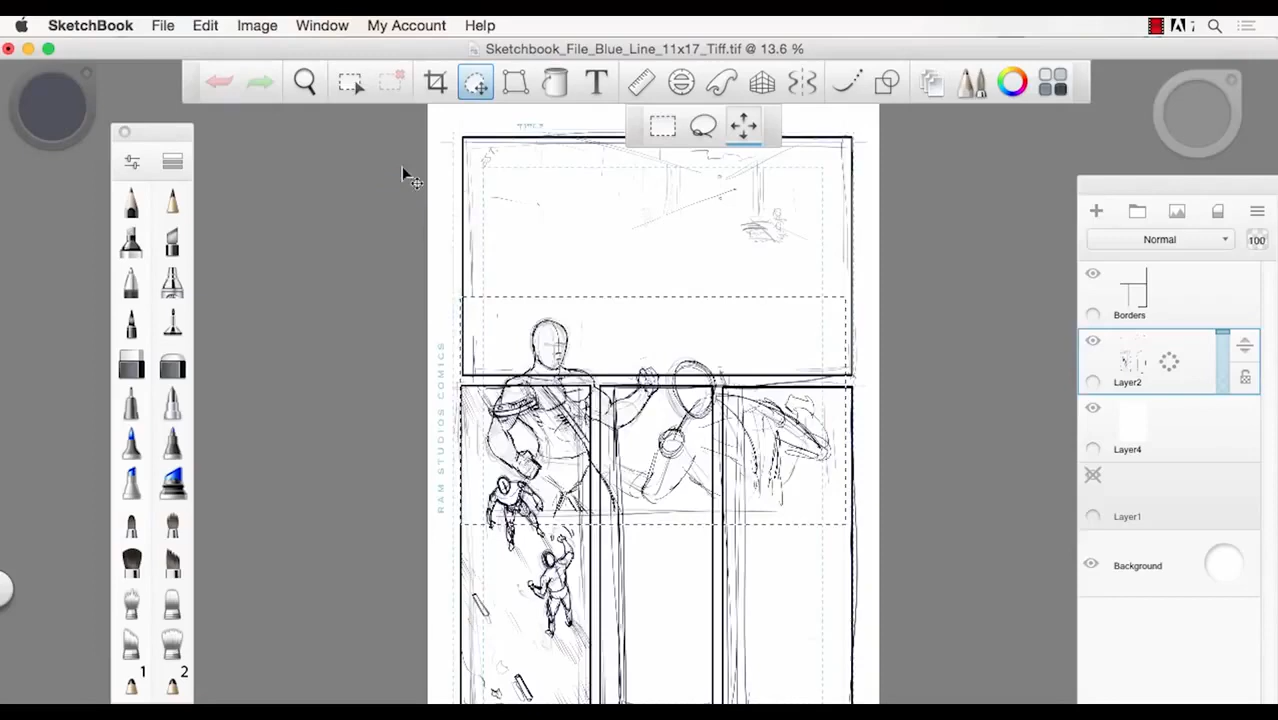 SketchBook File Edit Image Window My Account Help
Sketchbook_File_Blue_Line_11x17_Tiff.tif @ 13.6 %
T
Normal
100
Borders
Layer2
Layer4
Layer1
Background
RAM STUDIOS COMICS
1 2